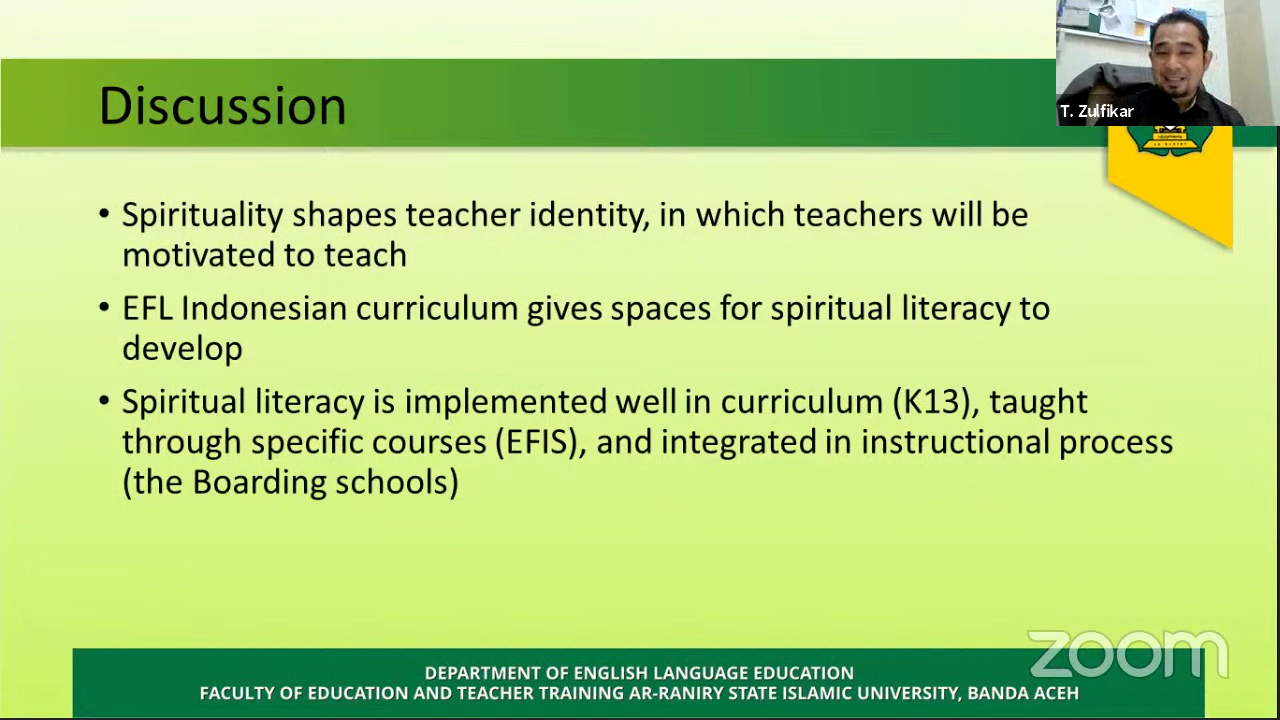 Discussion
T. Zulfikar
• Spirituality shapes teacher identity, in which teachers will be
motivated to teach
• EFL Indonesian curriculum gives spaces for spiritual literacy to
develop
• Spiritual literacy is implemented well in curriculum (K13), taught
through specific courses (EFIS), and integrated in instructional process
(the Boarding schools)
zoom
DEPARTMENT OF ENGLISH LANGUAGE EDUCATION
FACULTY OF EDUCATION AND TEACHER TRAINING AR-RANIRY STATE ISLAMIC UNIVERSITY, BANDA ACEH